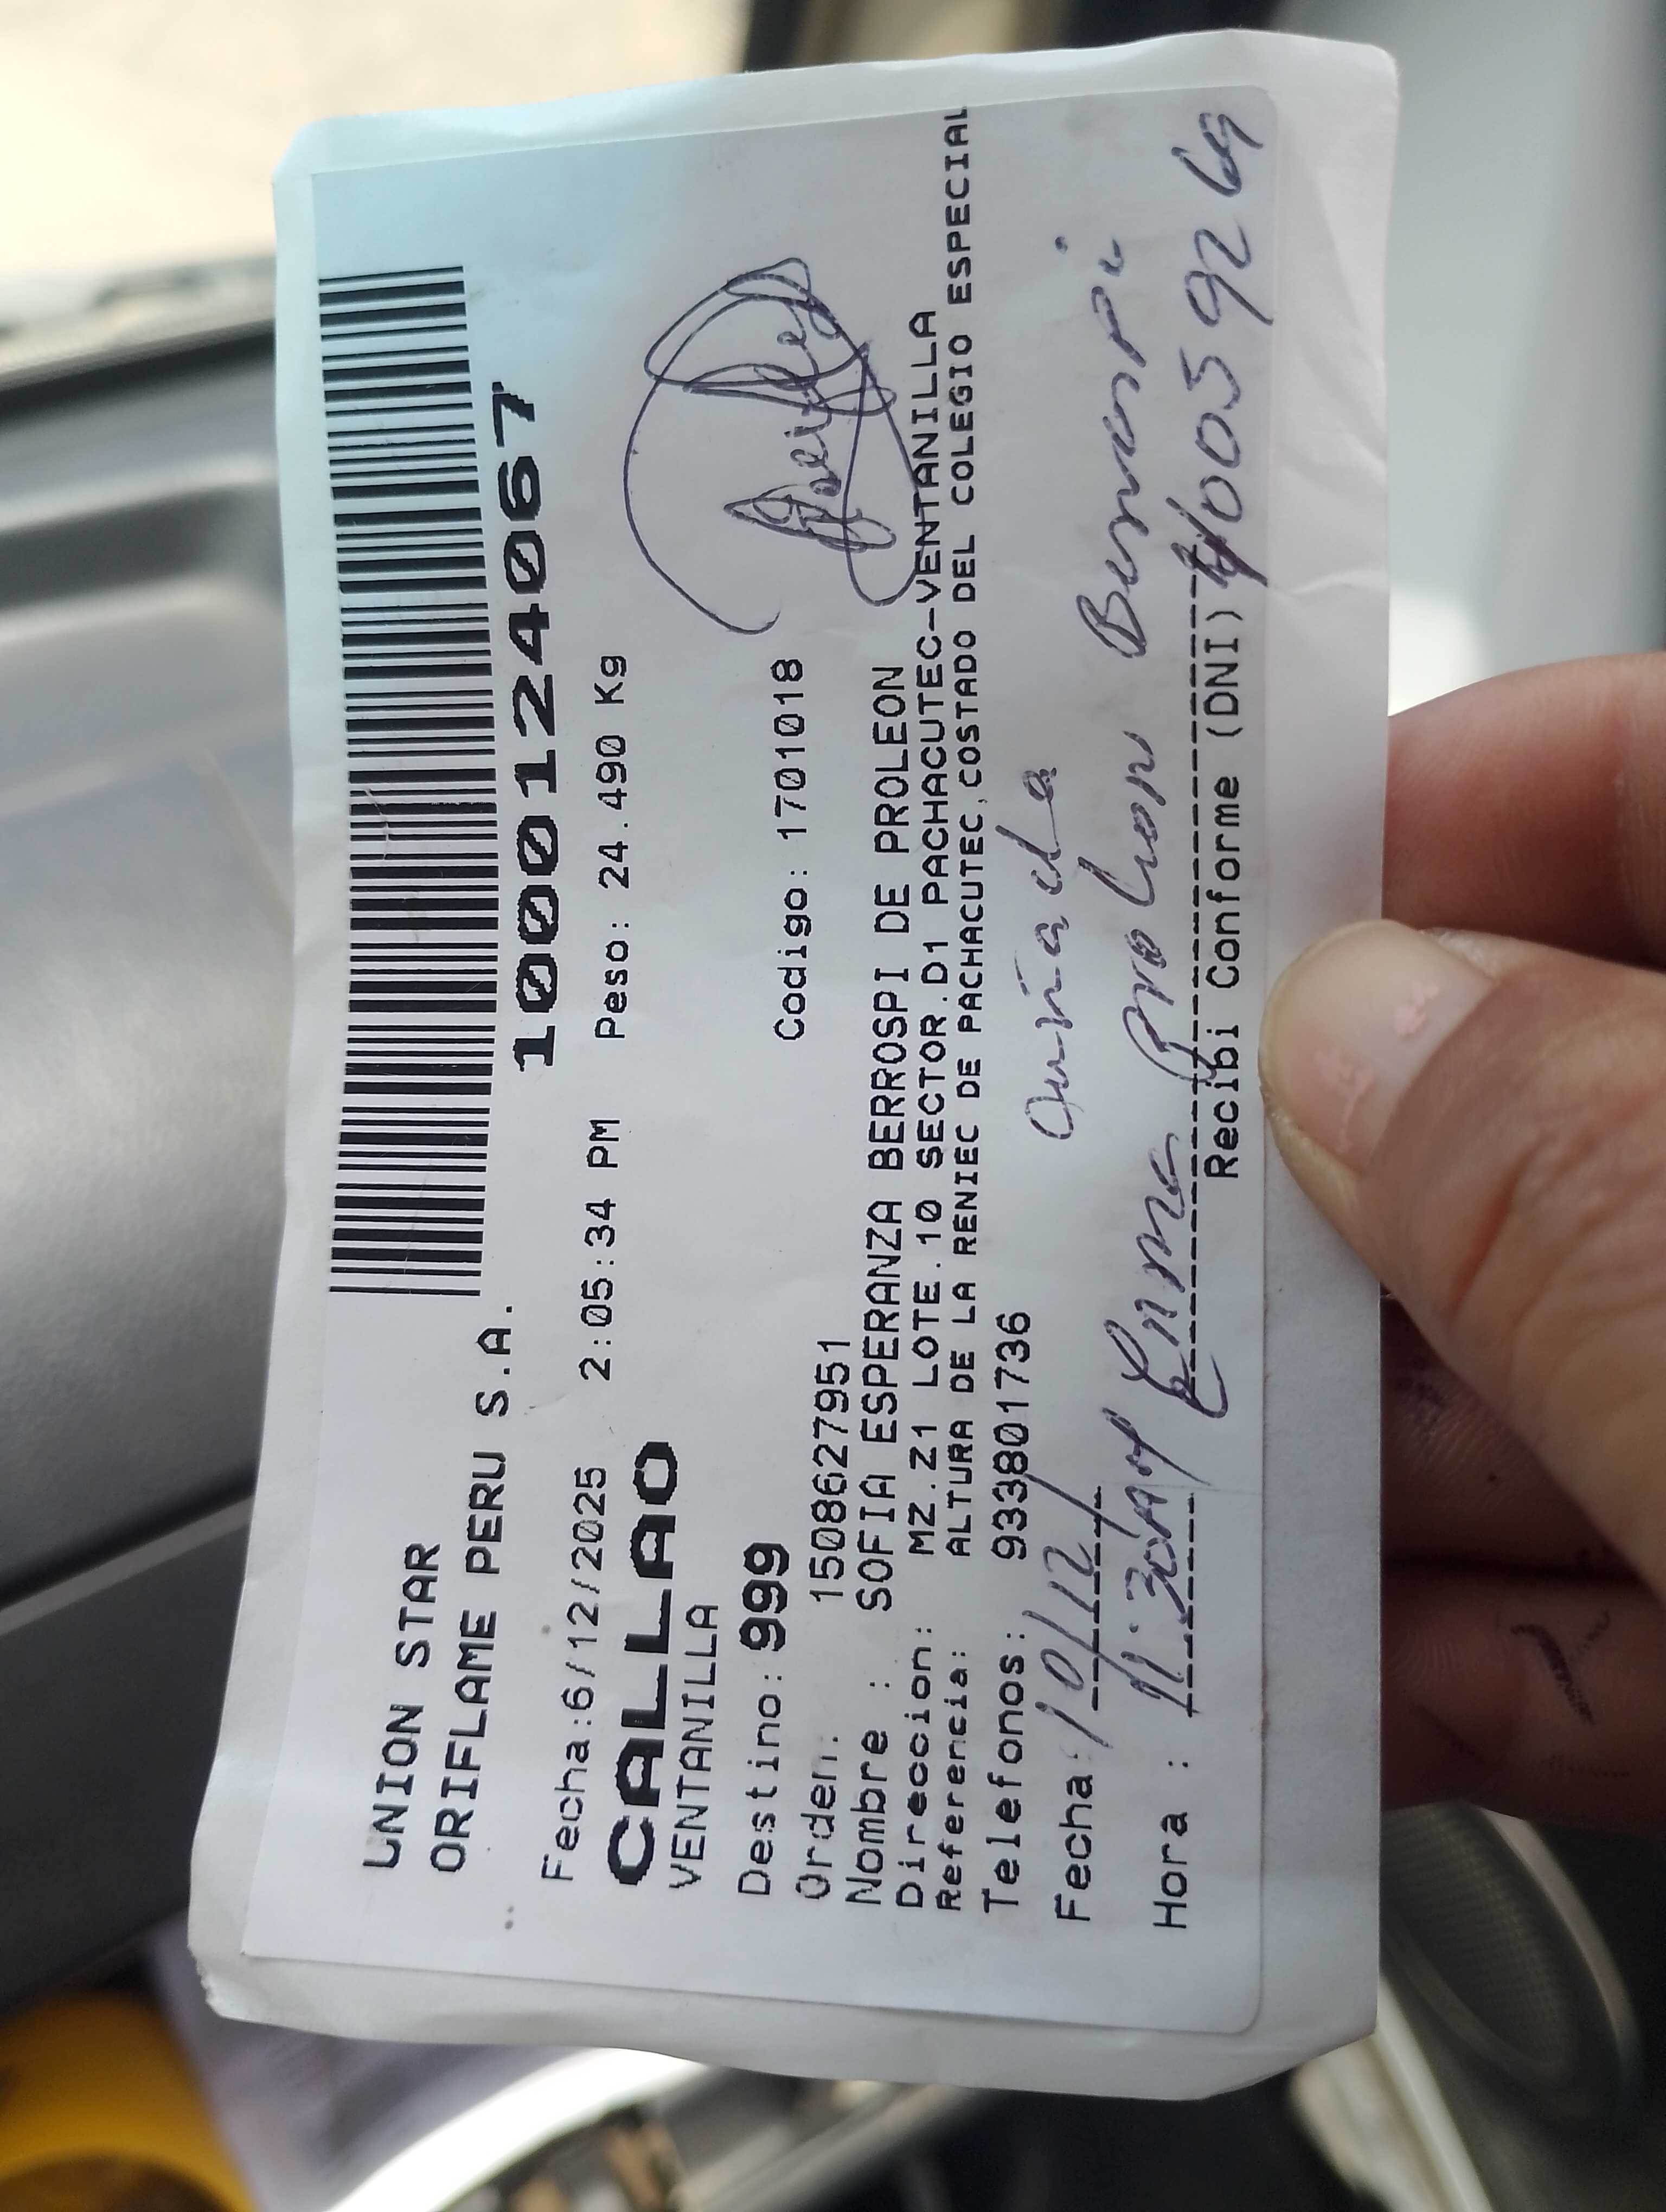 UNION STAR
ORIFLAME PERU S.A.
10001124067
Fecha:6/12/2025 2:05:34 PM Peso: 24.490 Kg
CALLAO
VENTANILLA
Destino: 999 Codigo: 1701018
Orden: 1508627951
Nombre : SOFIA ESPERANZA BERROSPI DE PROLEON
Direccion: MZ.Z1 LOTE.10 SECTOR.D1 PACHACUTEC-VENTANILLA
Referencia: ALTURA DE LA RENIEC DE PACHACUTEC,COSTADO DEL COLEGIO ESPECIAL
Telefonos: 933801736
Fecha: 10/12/
Hora : 11:30AM
Proleon Berrospi
Recibi Conforme (DNI)